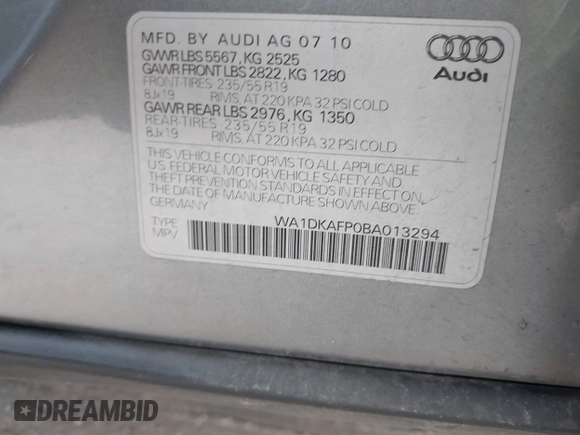 MFD. BY AUDI AG 07 10
GVWR LBS 5567, KG 2525
GAWR FRONT LBS 2822, KG 1280
FRONT-TIRES 235/55 R19
8Jx19 RIMS, AT 220 KPA 32 PSI COLD
GAWR REAR LBS 2976, KG 1350
REAR-TIRES 235/55 R19
8Jx19 RIMS, AT 220 KPA 32 PSI COLD
THIS VEHICLE CONFORMS TO ALL APPLICABLE
U.S FEDERAL MOTOR VEHICLE SAFETY AND
THEFT PREVENTION STANDARDS IN EFFECT ON
THE DATE OF MANUFACTURE SHOWN ABOVE.
GERMANY
TYPE WA1DKAFP0BA013294
MPV
Audi
DREAMBID